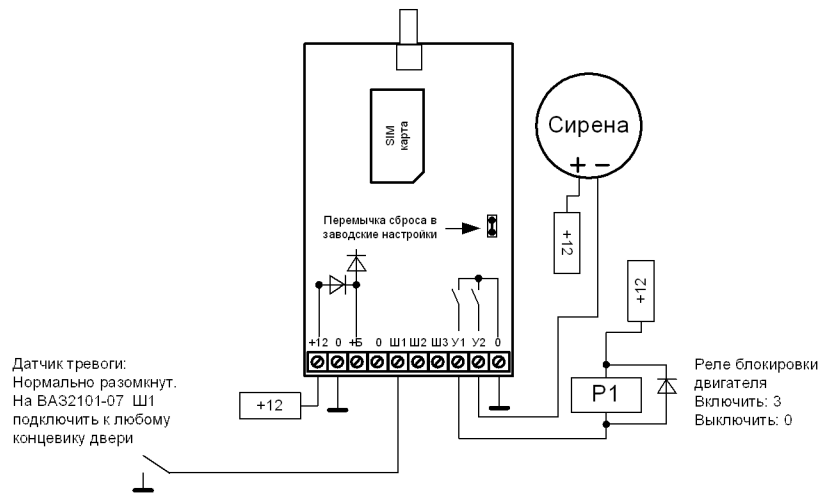 SIM
карта
Сирена
+ −
+12
+12
Перемычка сброса в
заводские настройки
+12 0 +Б 0 Ш1 Ш2 Ш3 У1 У2 0
Датчик тревоги:
Нормально разомкнут.
На ВАЗ2101-07 Ш1
подключить к любому
концевику двери
+12
Р1
Реле блокировки
двигателя
Включить: 3
Выключить: 0